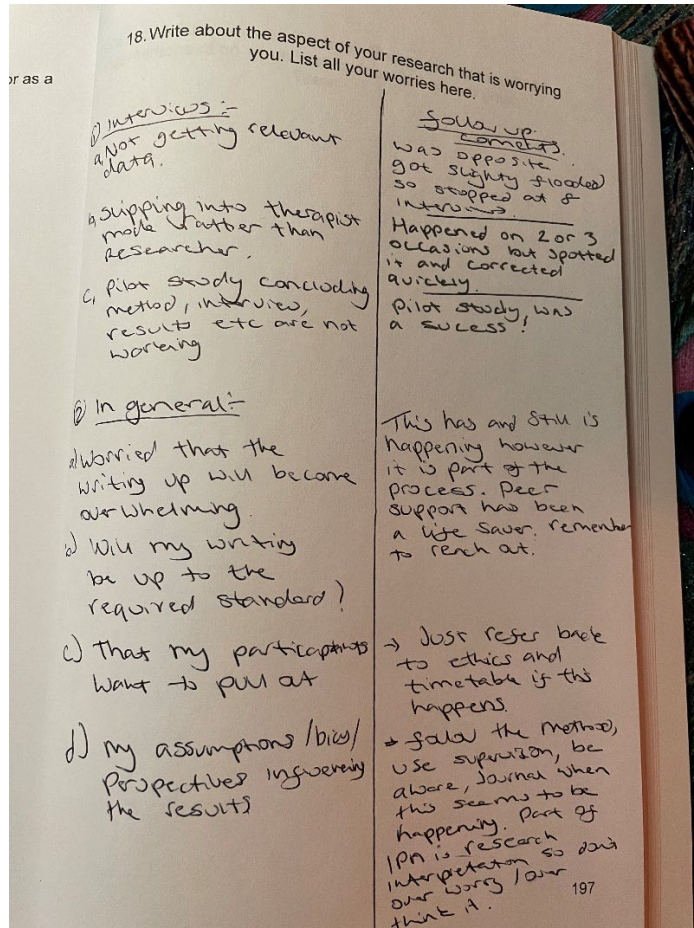 or as a
18. Write about the aspect of your research that is worrying
you. List all your worries here.
① Interviews :-
a, Not getting relevant
data.
b, slipping into therapist
mode rather than
Researcher.
c, Pilot study concluding
method, interview,
results etc are not
working
② In general :-
a) worried that the
writing up will become
overwhelming
b) Will my writing
be up to the
required standard?
c) That my participants
want to pull out
d) my assumptions / bias /
perspectives influencing
the results
follow up
coments.
was opposite
got slighty flooded
so stopped at 8
interviews.
Happened on 2 or 3
occasions but spotted
it and corrected
quickly.
Pilot study, was
a sucess!
This has and still is
happening however
it is part of the
process. Peer
support has been
a life saver. remember
to reach out.
→ Just refer back
to ethics and
timetable if this
happens.
→ follow the method,
use supervision, be
aware, Journal when
this seems to be
happening. Part of
IPA is research
interpretation so don't
over worry / over
think it.
197